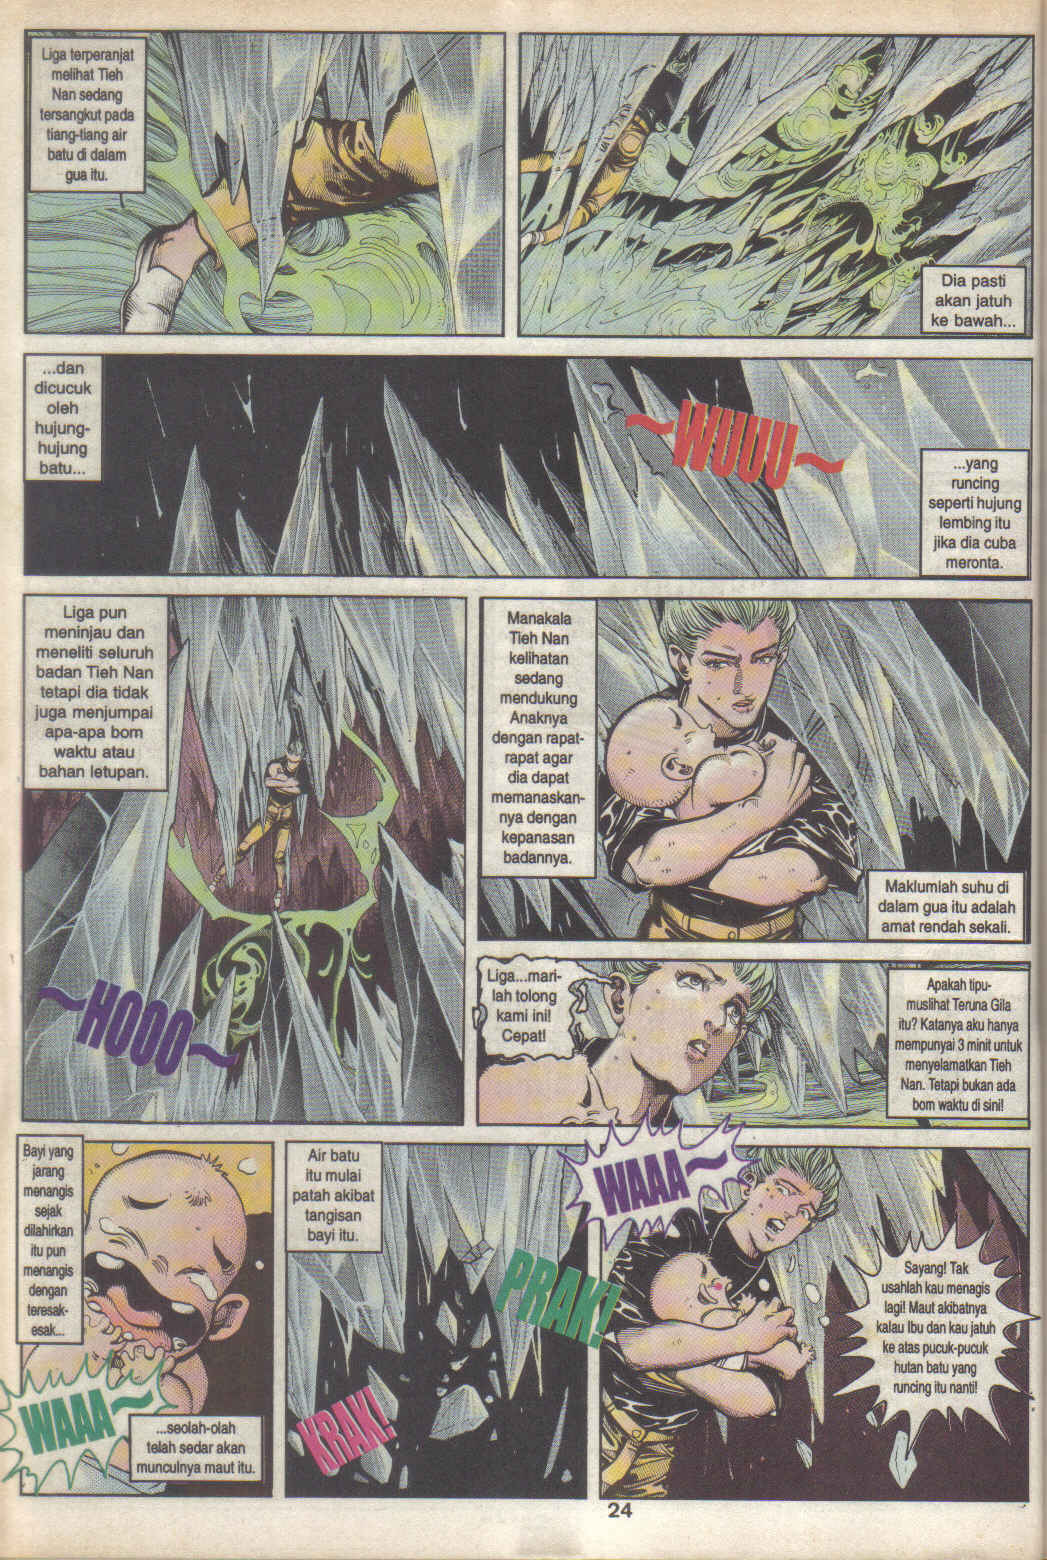 Liga terperanjat
melihat Tieh
Nan sedang
tersangkut pada
tiang-tiang air
batu di dalam
gua itu.
Dia pasti
akan jatuh
ke bawah...
...dan
dicucuk
oleh
hujung-
hujung
batu...
~WUUU~
...yang
runcing
seperti hujung
lembing itu
jika dia cuba
meronta.
Liga pun
meninjau dan
meneliti seluruh
badan Tieh Nan
tetapi dia tidak
juga menjumpai
apa-apa bom
waktu atau
bahan letupan.
~HOOO~
Manakala
Tieh Nan
kelihatan
sedang
mendukung
Anaknya
dengan rapat-
rapat agar
dia dapat
memanaskan-
nya dengan
kepanasan
badannya.
Maklumlah suhu di
dalam gua itu adalah
amat rendah sekali.
Liga...mari-
lah tolong
kami ini!
Cepat!
Apakah tipu-
muslihat Teruna Gila
itu? Katanya aku hanya
mempunyai 3 minit untuk
menyelamatkan Tieh
Nan. Tetapi bukan ada
bom waktu di sini!
Bayi yang
jarang
menangis
sejak
dilahirkan
itu pun
menangis
dengan
teresak-
esak...
WAAA~
...seolah-olah
telah sedar akan
munculnya maut itu.
Air batu
itu mulai
patah akibat
tangisan
bayi itu.
KRAK!
PRAK!
WAAA~
Sayang! Tak
usahlah kau menagis
lagi! Maut akibatnya
kalau Ibu dan kau jatuh
ke atas pucuk-pucuk
hutan batu yang
runcing itu nanti!
24